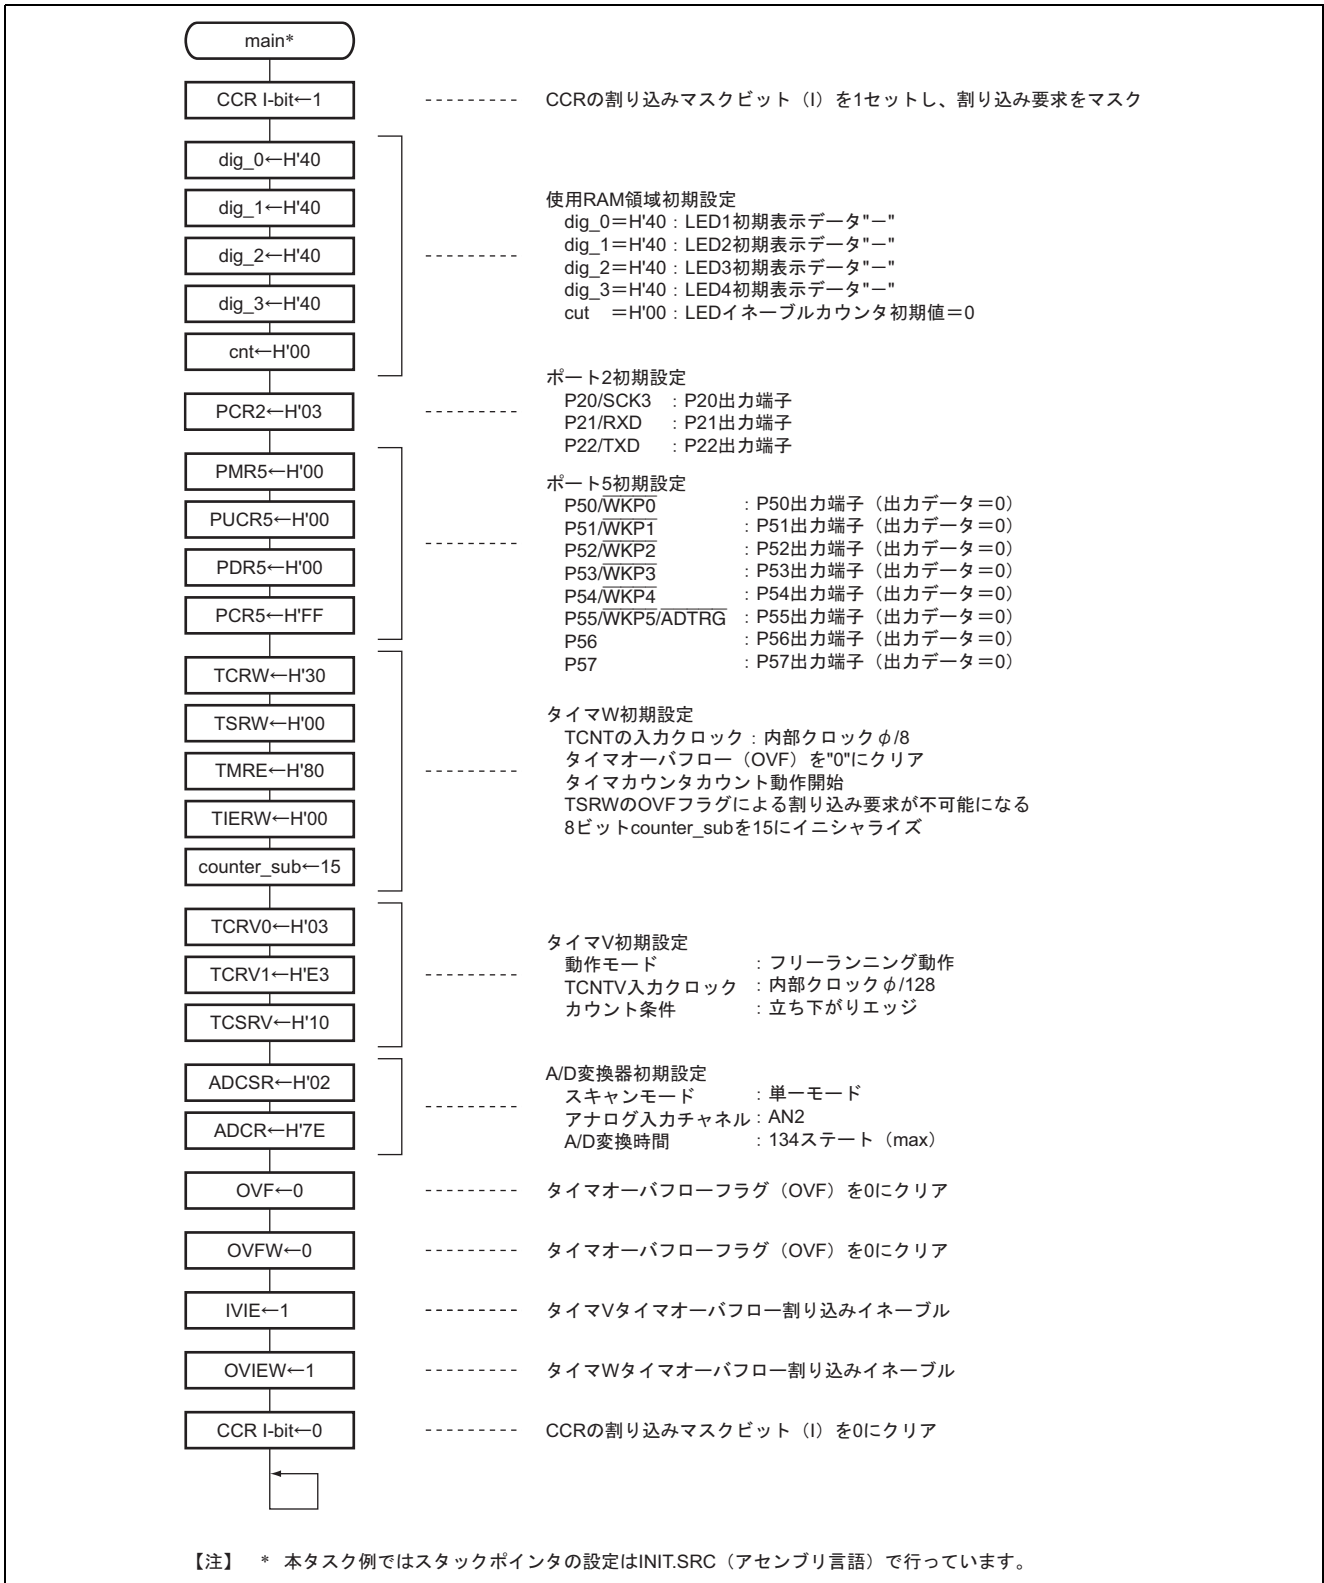 main*
CCR I-bit←1
CCRの割り込みマスクビット（I）を1セットし、割り込み要求をマスク
dig_0←H'40
dig_1←H'40
dig_2←H'40
dig_3←H'40
cnt←H'00
使用RAM領域初期設定
dig_0＝H'40：LED1初期表示データ"－"
dig_1＝H'40：LED2初期表示データ"－"
dig_2＝H'40：LED3初期表示データ"－"
dig_3＝H'40：LED4初期表示データ"－"
cut ＝H'00：LEDイネーブルカウンタ初期値＝0
PCR2←H'03
ポート2初期設定
P20/SCK3 ：P20出力端子
P21/RXD ：P21出力端子
P22/TXD ：P22出力端子
PMR5←H'00
PUCR5←H'00
PDR5←H'00
PCR5←H'FF
ポート5初期設定
P50/WKP0 ：P50出力端子（出力データ＝0）
P51/WKP1 ：P51出力端子（出力データ＝0）
P52/WKP2 ：P52出力端子（出力データ＝0）
P53/WKP3 ：P53出力端子（出力データ＝0）
P54/WKP4 ：P54出力端子（出力データ＝0）
P55/WKP5/ADTRG ：P55出力端子（出力データ＝0）
P56 ：P56出力端子（出力データ＝0）
P57 ：P57出力端子（出力データ＝0）
TCRW←H'30
TSRW←H'00
TMRE←H'80
TIERW←H'00
counter_sub←15
タイマW初期設定
TCNTの入力クロック：内部クロックφ/8
タイマオーバフロー（OVF）を"0"にクリア
タイマカウンタカウント動作開始
TSRWのOVFフラグによる割り込み要求が不可能になる
8ビットcounter_subを15にイニシャライズ
TCRV0←H'03
TCRV1←H'E3
TCSRV←H'10
タイマV初期設定
動作モード ：フリーランニング動作
TCNTV入力クロック ：内部クロックφ/128
カウント条件 ：立ち下がりエッジ
ADCSR←H'02
ADCR←H'7E
A/D変換器初期設定
スキャンモード ：単一モード
アナログ入力チャネル：AN2
A/D変換時間 ：134ステート（max）
OVF←0
タイマオーバフローフラグ（OVF）を0にクリア
OVFW←0
タイマオーバフローフラグ（OVF）を0にクリア
IVIE←1
タイマVタイマオーバフロー割り込みイネーブル
OVIEW←1
タイマWタイマオーバフロー割り込みイネーブル
CCR I-bit←0
CCRの割り込みマスクビット（I）を0にクリア
【注】 * 本タスク例ではスタックポインタの設定はINIT.SRC（アセンブリ言語）で行っています。